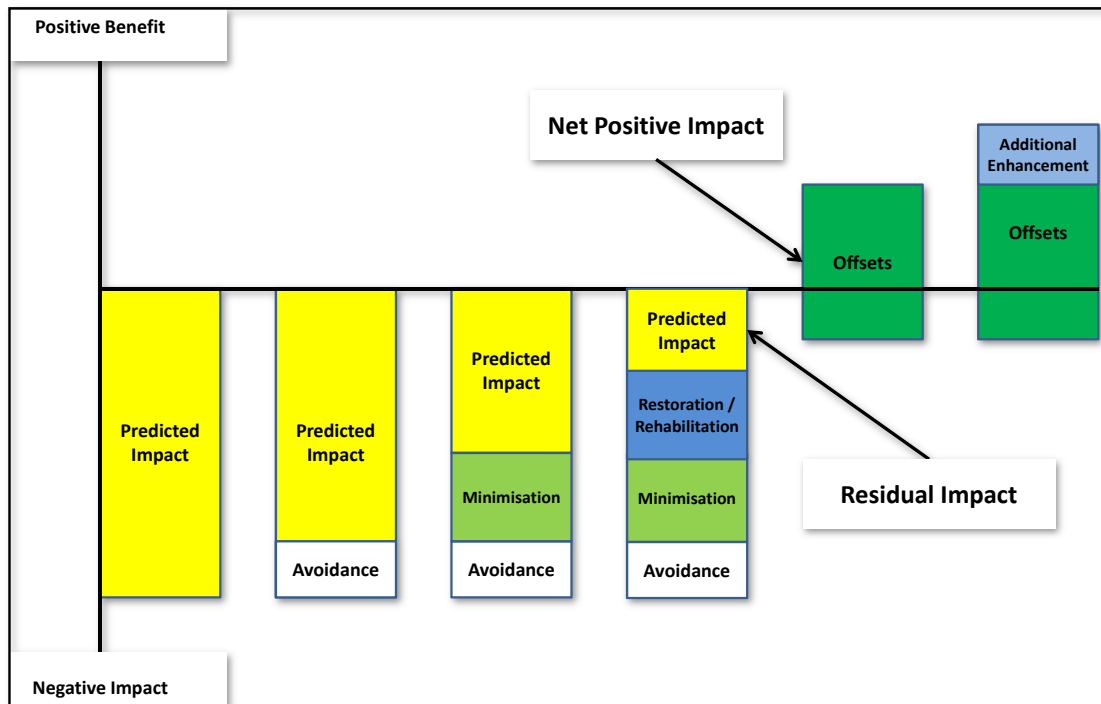 Positive Benefit
Net Positive Impact
Additional
Enhancement
Offsets
Offsets
Predicted
Impact
Predicted
Impact
Predicted
Impact
Predicted
Impact
Restoration /
Rehabilitation
Minimisation
Minimisation
Residual Impact
Avoidance
Avoidance
Avoidance
Negative Impact